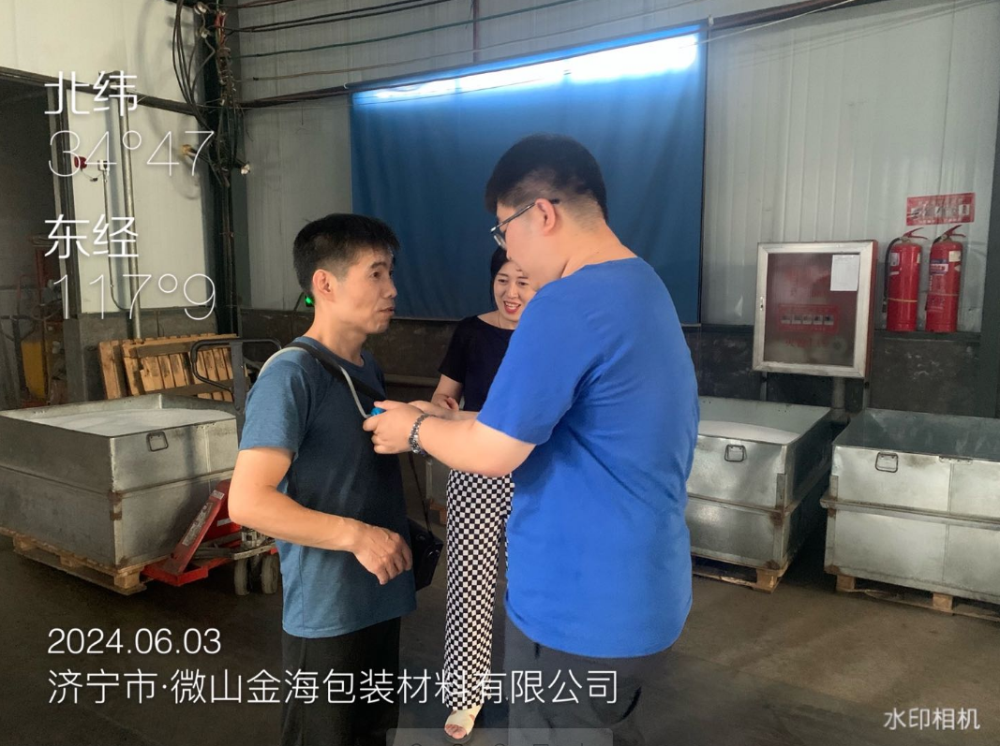 北纬
34°47
东经
117°9
2024.06.03
济宁市·微山金海包装材料有限公司
水印相机